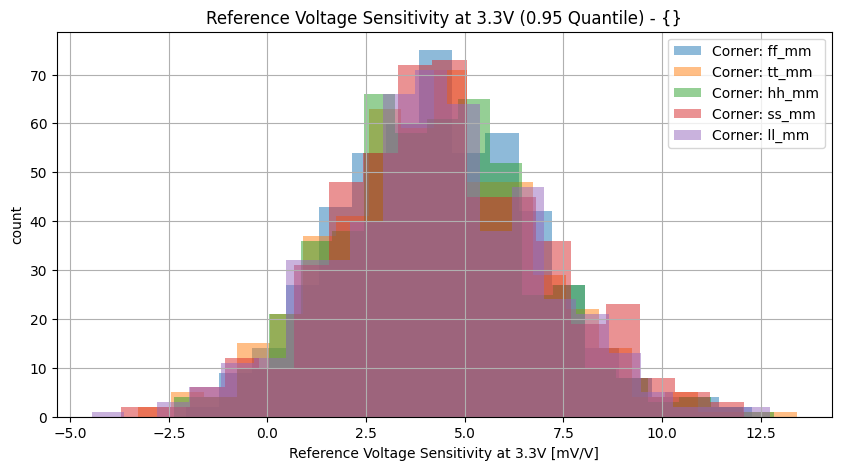 Reference Voltage Sensitivity at 3.3V (0.95 Quantile) - {}
Corner: ff_mm
Corner: tt_mm
Corner: hh_mm
Corner: ss_mm
Corner: ll_mm
count
70
60
50
40
30
20
10
0
-5.0 -2.5 0.0 2.5 5.0 7.5 10.0 12.5
Reference Voltage Sensitivity at 3.3V [mV/V]